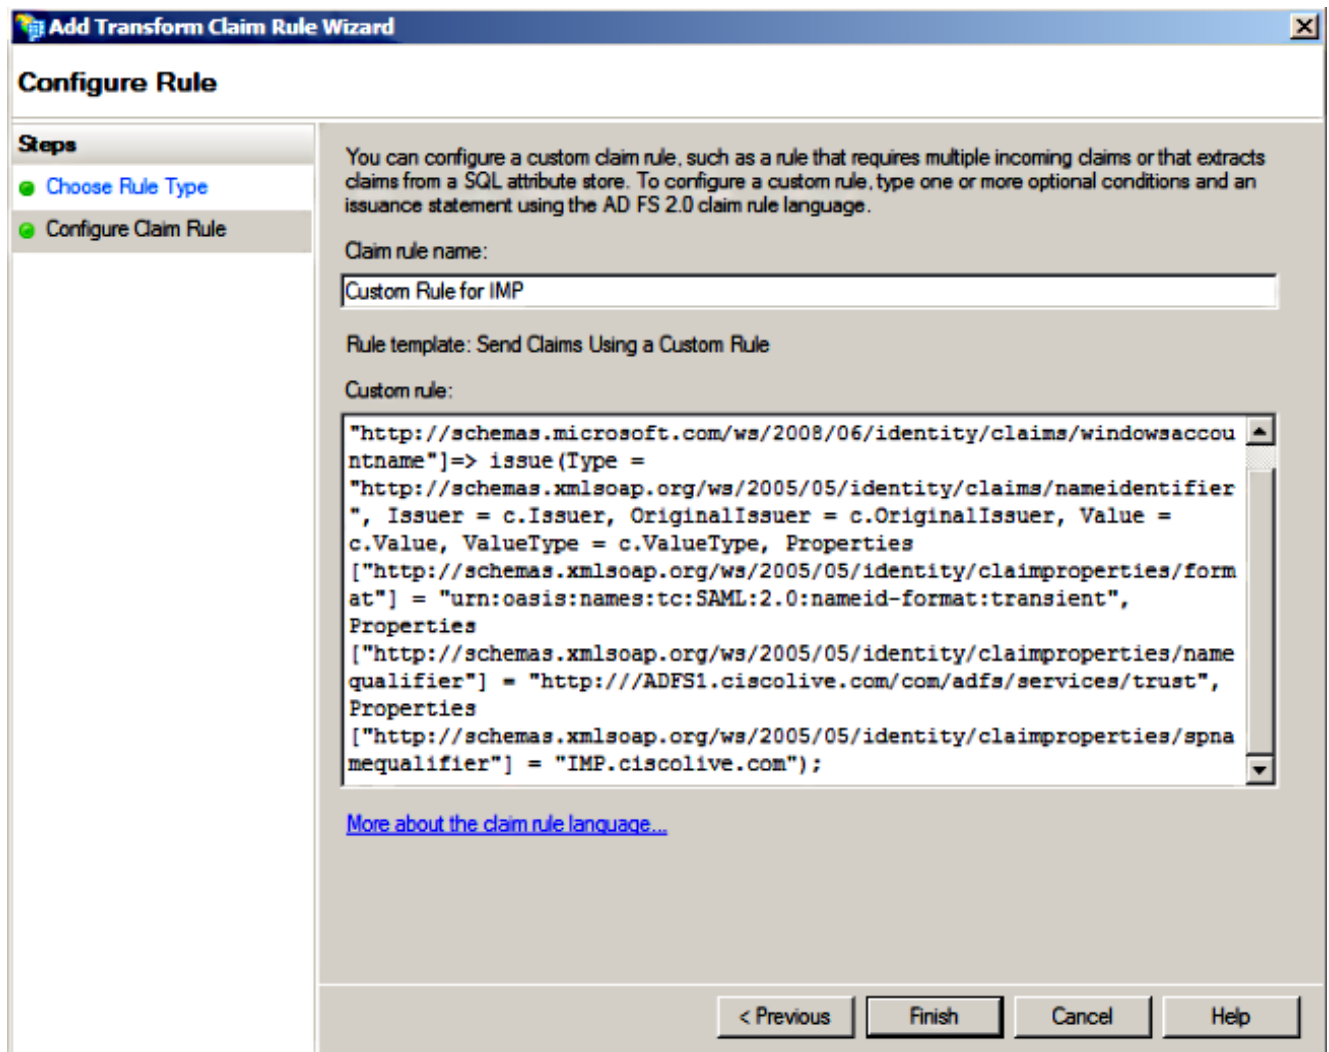 Add Transform Claim Rule Wizard
Configure Rule
Steps
Choose Rule Type
Configure Claim Rule
You can configure a custom claim rule, such as a rule that requires multiple incoming claims or that extracts
claims from a SQL attribute store. To configure a custom rule, type one or more optional conditions and an
issuance statement using the AD FS 2.0 claim rule language.
Claim rule name:
Custom Rule for IMP
Rule template: Send Claims Using a Custom Rule
Custom rule:
"http://schemas.microsoft.com/ws/2008/06/identity/claims/windowsaccou
ntname"]=> issue(Type =
"http://schemas.xmlsoap.org/ws/2005/05/identity/claims/nameidentifier
", Issuer = c.Issuer, OriginalIssuer = c.OriginalIssuer, Value =
c.Value, ValueType = c.ValueType, Properties
["http://schemas.xmlsoap.org/ws/2005/05/identity/claimproperties/form
at"] = "urn:oasis:names:tc:SAML:2.0:nameid-format:transient",
Properties
["http://schemas.xmlsoap.org/ws/2005/05/identity/claimproperties/name
qualifier"] = "http:///ADFS1.ciscolive.com/com/adfs/services/trust",
Properties
["http://schemas.xmlsoap.org/ws/2005/05/identity/claimproperties/spna
mequalifier"] = "IMP.ciscolive.com");
More about the claim rule language...
< Previous
Finish
Cancel
Help